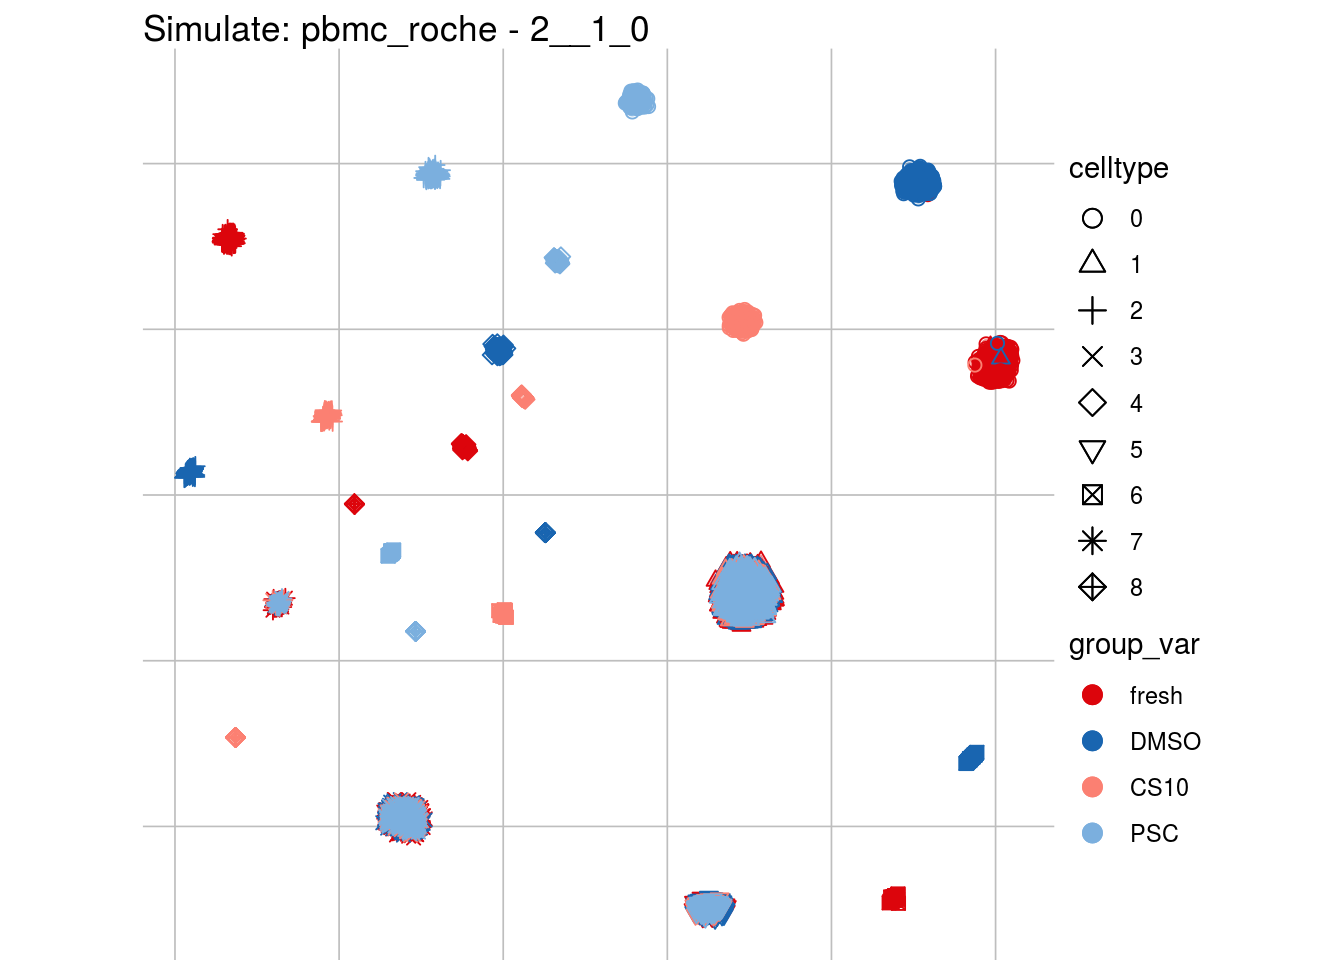 Simulate: pbmc_roche - 2__1_0
celltype
0
1
2
3
4
5
6
7
8
group_var
fresh
DMSO
CS10
PSC